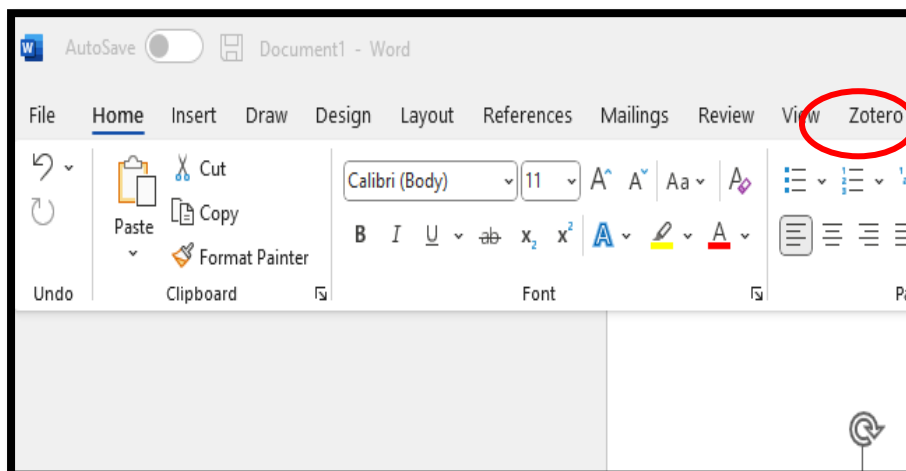 W AutoSave Document1 - Word
File Home Insert Draw Design Layout References Mailings Review View Zotero
Cut
Calibri (Body) 11 A A Aa A
Copy
Paste
B I U ab x2 x2 A A
Format Painter
Undo Clipboard Font